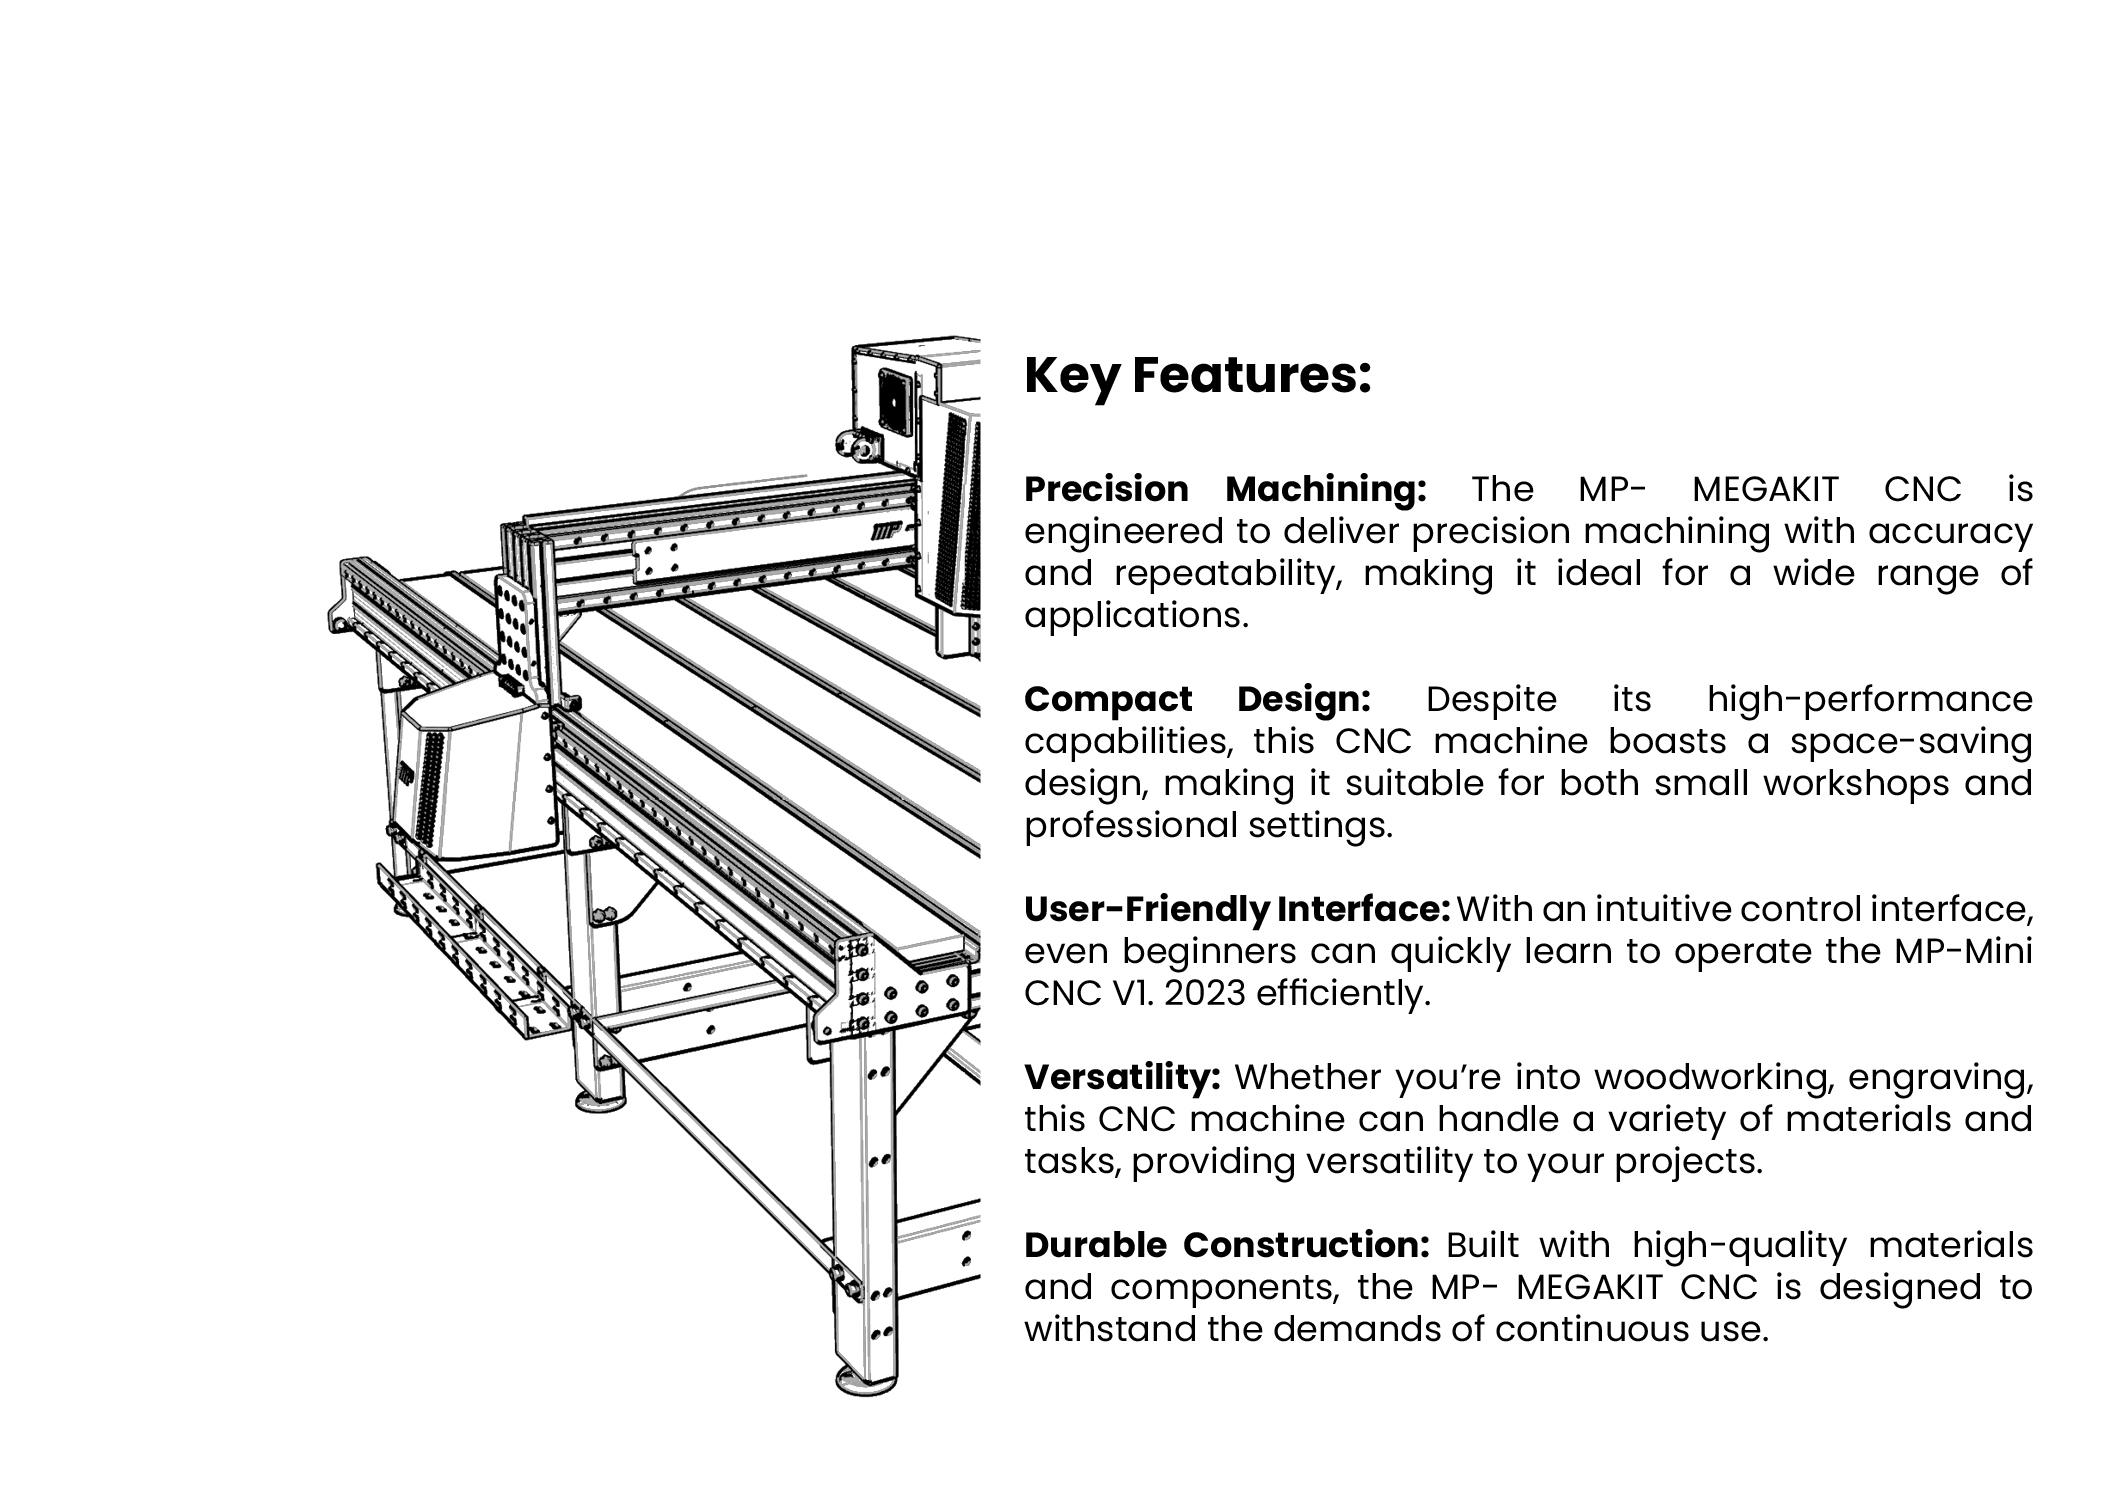 MP -
MP
Key Features:
Precision Machining: The MP- MEGAKIT CNC is
engineered to deliver precision machining with accuracy
and repeatability, making it ideal for a wide range of
applications.
Compact Design: Despite its high-performance
capabilities, this CNC machine boasts a space-saving
design, making it suitable for both small workshops and
professional settings.
User-Friendly Interface: With an intuitive control interface,
even beginners can quickly learn to operate the MP-Mini
CNC V1. 2023 efficiently.
Versatility: Whether you’re into woodworking, engraving,
this CNC machine can handle a variety of materials and
tasks, providing versatility to your projects.
Durable Construction: Built with high-quality materials
and components, the MP- MEGAKIT CNC is designed to
withstand the demands of continuous use.